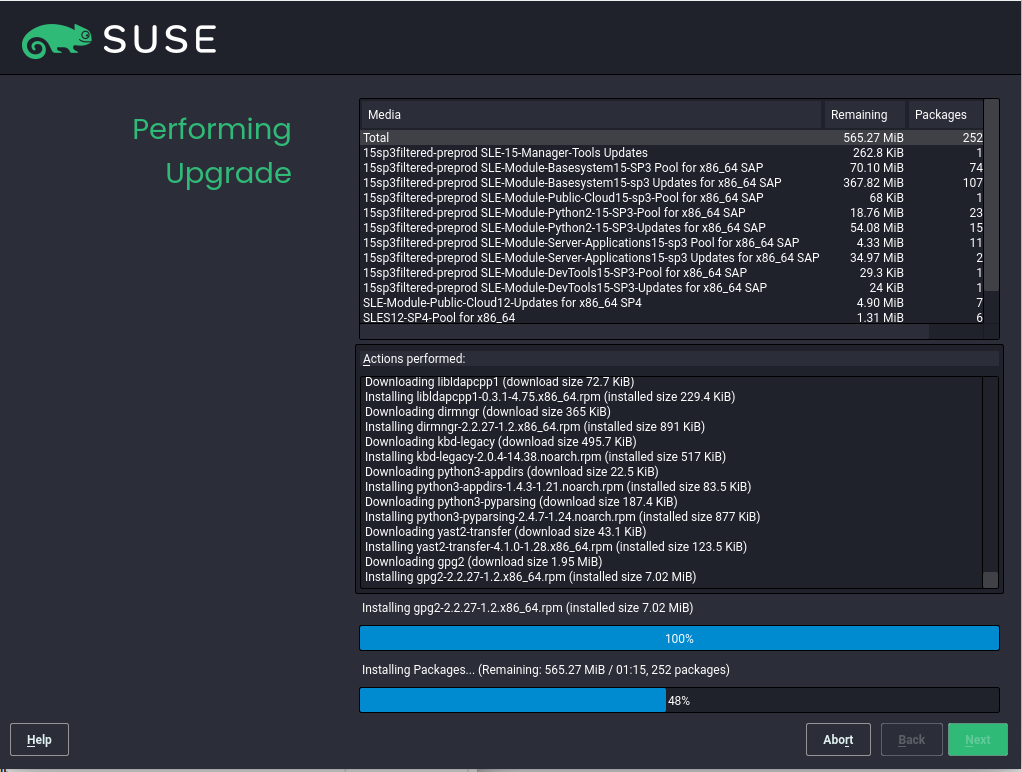 SUSE
Performing
Upgrade
Media Remaining Packages
Total 565.27 MiB 252
15sp3filtered-preprod SLE-15-Manager-Tools Updates 262.8 KiB 1
15sp3filtered-preprod SLE-Module-Basesystem15-SP3 Pool for x86_64 SAP 70.10 MiB 74
15sp3filtered-preprod SLE-Module-Basesystem15-sp3 Updates for x86_64 SAP 367.82 MiB 107
15sp3filtered-preprod SLE-Module-Public-Cloud15-sp3-Pool for x86_64 SAP 68 KiB 1
15sp3filtered-preprod SLE-Module-Python2-15-SP3-Pool for x86_64 SAP 18.76 MiB 23
15sp3filtered-preprod SLE-Module-Python2-15-SP3-Updates for x86_64 SAP 54.08 MiB 15
15sp3filtered-preprod SLE-Module-Server-Applications15-sp3 Pool for x86_64 SAP 4.33 MiB 11
15sp3filtered-preprod SLE-Module-Server-Applications15-sp3 Updates for x86_64 SAP 34.97 MiB 2
15sp3filtered-preprod SLE-Module-DevTools15-SP3-Pool for x86_64 SAP 29.3 KiB 1
15sp3filtered-preprod SLE-Module-DevTools15-SP3-Updates for x86_64 SAP 24 KiB 1
SLE-Module-Public-Cloud12-Updates for x86_64 SP4 4.90 MiB 7
SLES12-SP4-Pool for x86_64 1.31 MiB 6
Actions performed:
Downloading libldapcpp1 (download size 72.7 KiB)
Installing libldapcpp1-0.3.1-4.75.x86_64.rpm (installed size 229.4 KiB)
Downloading dirmngr (download size 365 KiB)
Installing dirmngr-2.2.27-1.2.x86_64.rpm (installed size 891 KiB)
Downloading kbd-legacy (download size 495.7 KiB)
Installing kbd-legacy-2.0.4-14.38.noarch.rpm (installed size 517 KiB)
Downloading python3-appdirs (download size 22.5 KiB)
Installing python3-appdirs-1.4.3-1.21.noarch.rpm (installed size 83.5 KiB)
Downloading python3-pyparsing (download size 187.4 KiB)
Installing python3-pyparsing-2.4.7-1.24.noarch.rpm (installed size 877 KiB)
Downloading yast2-transfer (download size 43.1 KiB)
Installing yast2-transfer-4.1.0-1.28.x86_64.rpm (installed size 123.5 KiB)
Downloading gpg2 (download size 1.95 MiB)
Installing gpg2-2.2.27-1.2.x86_64.rpm (installed size 7.02 MiB)
Installing gpg2-2.2.27-1.2.x86_64.rpm (installed size 7.02 MiB)
100%
Installing Packages... (Remaining: 565.27 MiB / 01:15, 252 packages)
48%
Help Abort Back Next